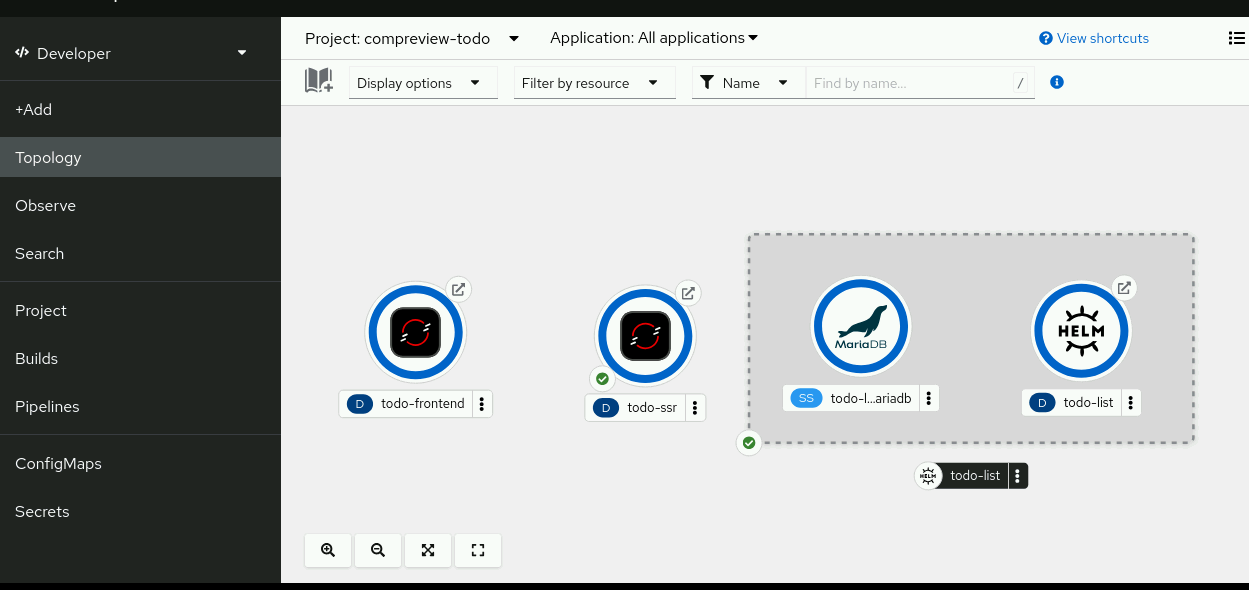 Developer
Project: compreview-todo
Application: All applications
View shortcuts
Display options
Filter by resource
Name
Find by name...
/
+Add
Topology
Observe
Search
Project
Builds
Pipelines
ConfigMaps
Secrets
MariaDB
HELM
D todo-frontend
D todo-ssr
SS todo-l...ariadb
D todo-list
HELM todo-list